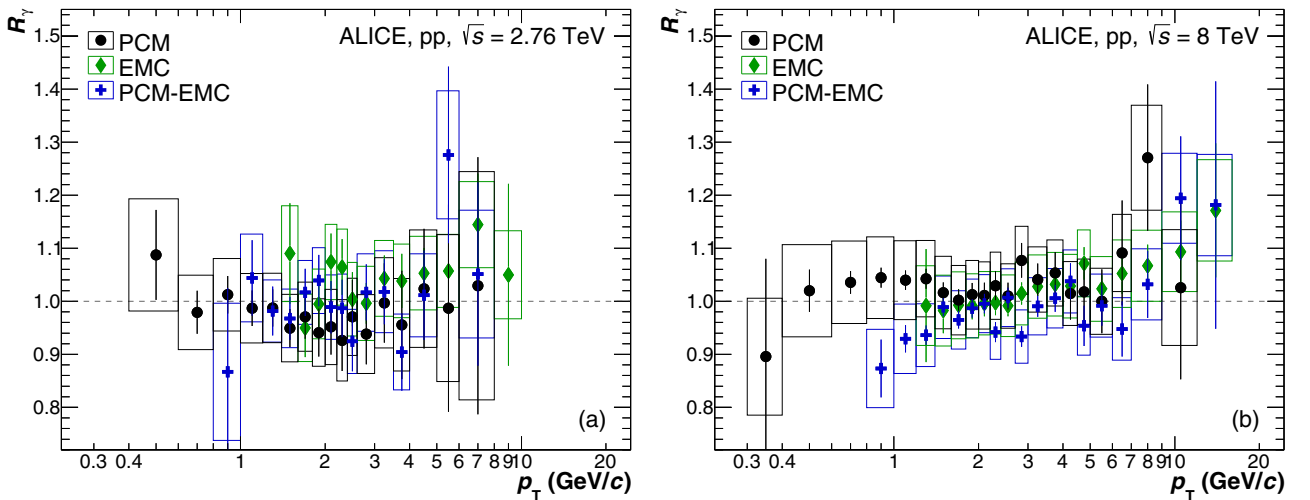 R_γ
ALICE, pp, √s = 2.76 TeV
PCM
EMC
PCM-EMC
1.5
1.4
1.3
1.2
1.1
1.0
0.9
0.8
(a)
0.3 0.4 1 2 3 4 5 6 7 8 9 10 20
p_T (GeV/c)
R_γ
ALICE, pp, √s = 8 TeV
PCM
EMC
PCM-EMC
1.5
1.4
1.3
1.2
1.1
1.0
0.9
0.8
(b)
0.3 0.4 1 2 3 4 5 6 7 8 9 10 20
p_T (GeV/c)